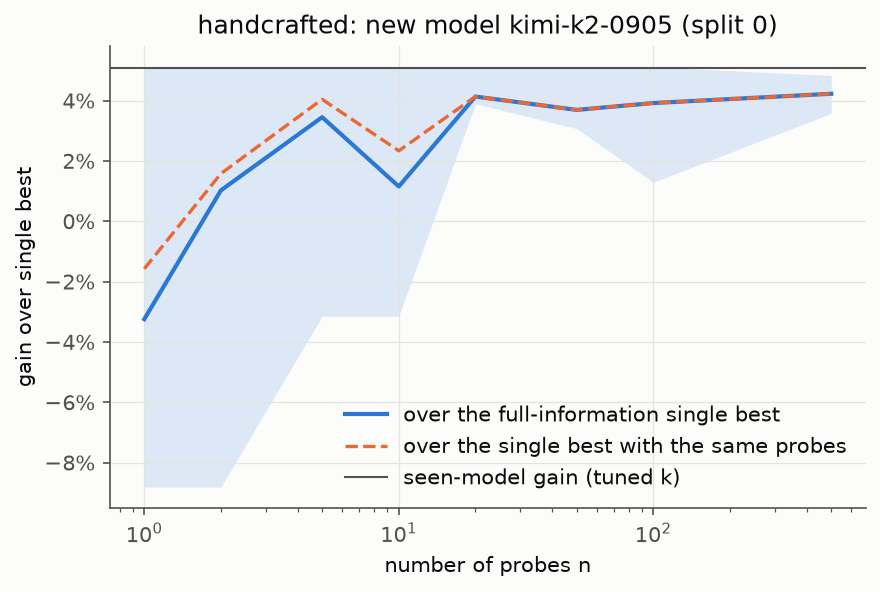 handcrafted: new model kimi-k2-0905 (split 0)
gain over single best
4%
2%
0%
−2%
−4%
−6%
−8%
over the full-information single best
over the single best with the same probes
seen-model gain (tuned k)
10⁰ 10¹ 10²
number of probes n